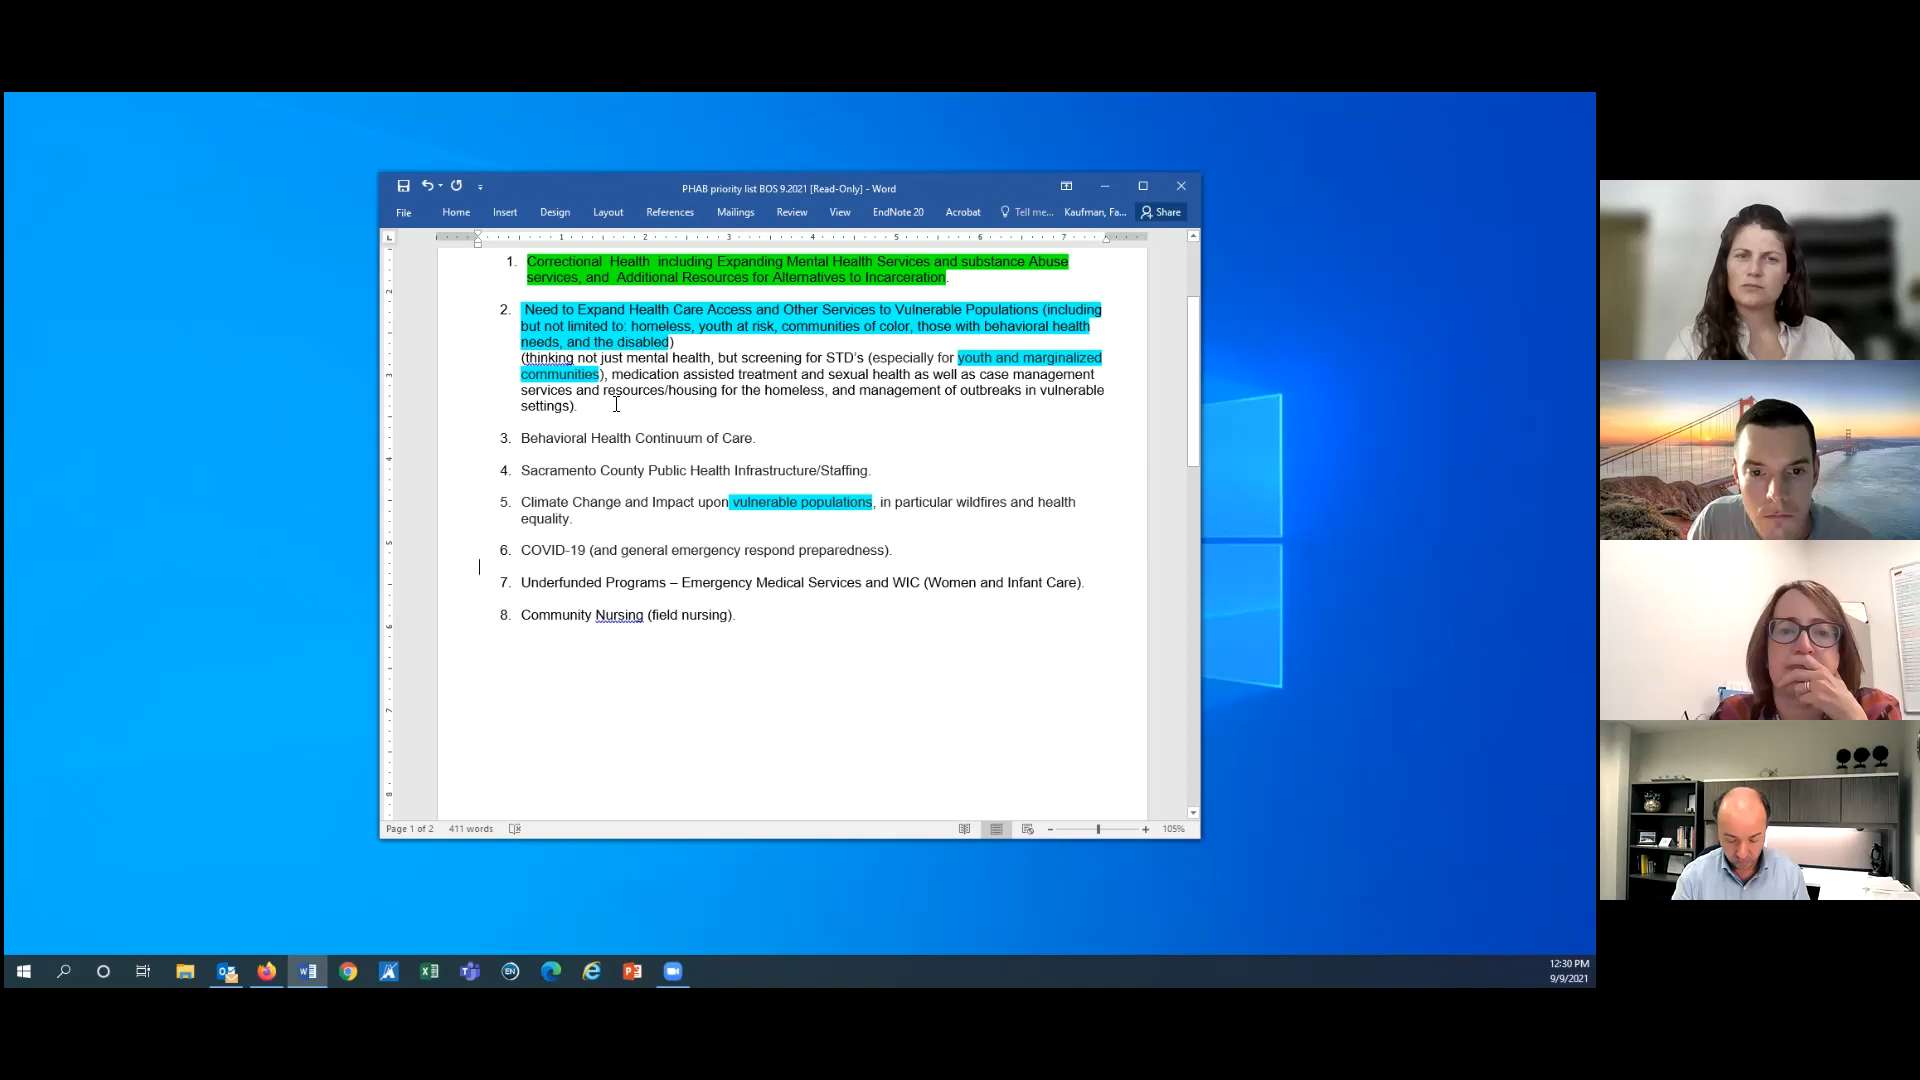 PHAB priority list BOS 9.2021 [Read-Only] - Word
File Home Insert Design Layout References Mailings Review View EndNote 20 Acrobat Tell me... Kaufman, Fa... Share
1 2 3 4 5 6 7
1. Correctional Health including Expanding Mental Health Services and substance Abuse
services, and Additional Resources for Alternatives to Incarceration.
2. Need to Expand Health Care Access and Other Services to Vulnerable Populations (including
but not limited to: homeless, youth at risk, communities of color, those with behavioral health
needs, and the disabled)
(thinking not just mental health, but screening for STD's (especially for youth and marginalized
communities), medication assisted treatment and sexual health as well as case management
services and resources/housing for the homeless, and management of outbreaks in vulnerable
settings).
3. Behavioral Health Continuum of Care.
4. Sacramento County Public Health Infrastructure/Staffing.
5. Climate Change and Impact upon vulnerable populations, in particular wildfires and health
equality.
6. COVID-19 (and general emergency respond preparedness).
7. Underfunded Programs – Emergency Medical Services and WIC (Women and Infant Care).
8. Community Nursing (field nursing).
Page 1 of 2 411 words 105%
12:30 PM
9/9/2021